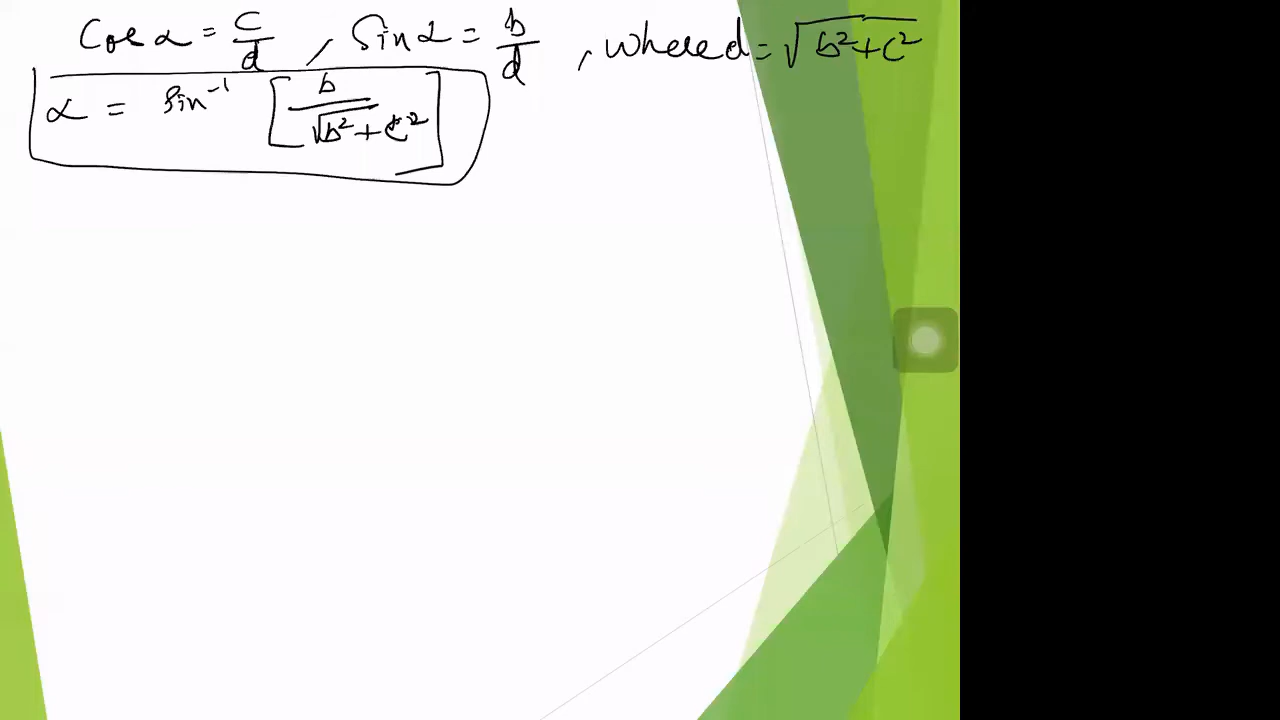 Cos α = c/d , Sin α = b/d , where d = √(b²+c²)
α = Sin⁻¹ [b/√(b²+c²)]